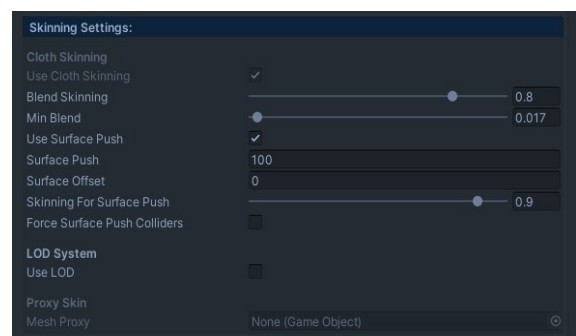 Skinning Settings:
Cloth Skinning
Use Cloth Skinning
Blend Skinning 0.8
Min Blend 0.017
Use Surface Push
Surface Push 100
Surface Offset 0
Skinning For Surface Push 0.9
Force Surface Push Colliders
LOD System
Use LOD
Proxy Skin
Mesh Proxy None (Game Object)